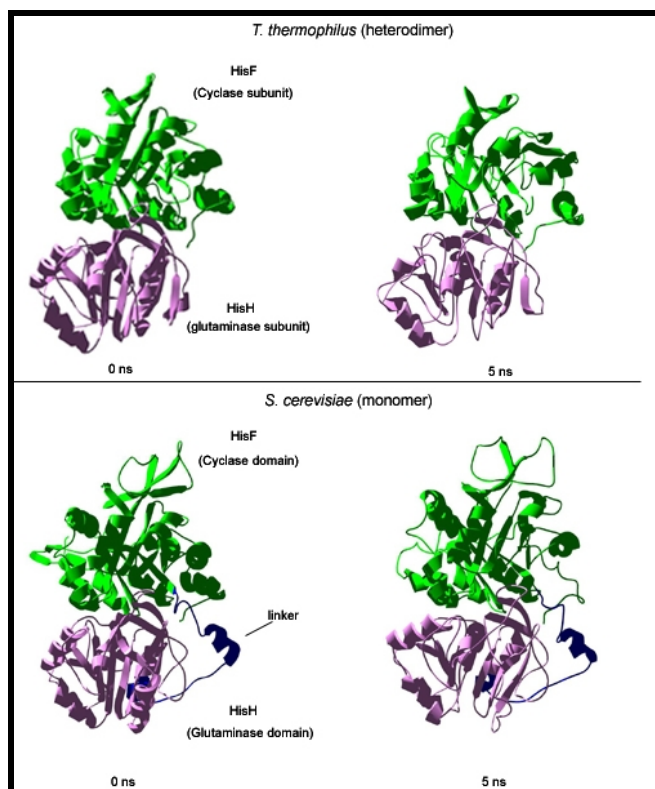 T. thermophilus (heterodimer)
HisF
(Cyclase subunit)
HisH
(glutaminase subunit)
0 ns
5 ns
S. cerevisiae (monomer)
HisF
(Cyclase domain)
linker
HisH
(Glutaminase domain)
0 ns
5 ns